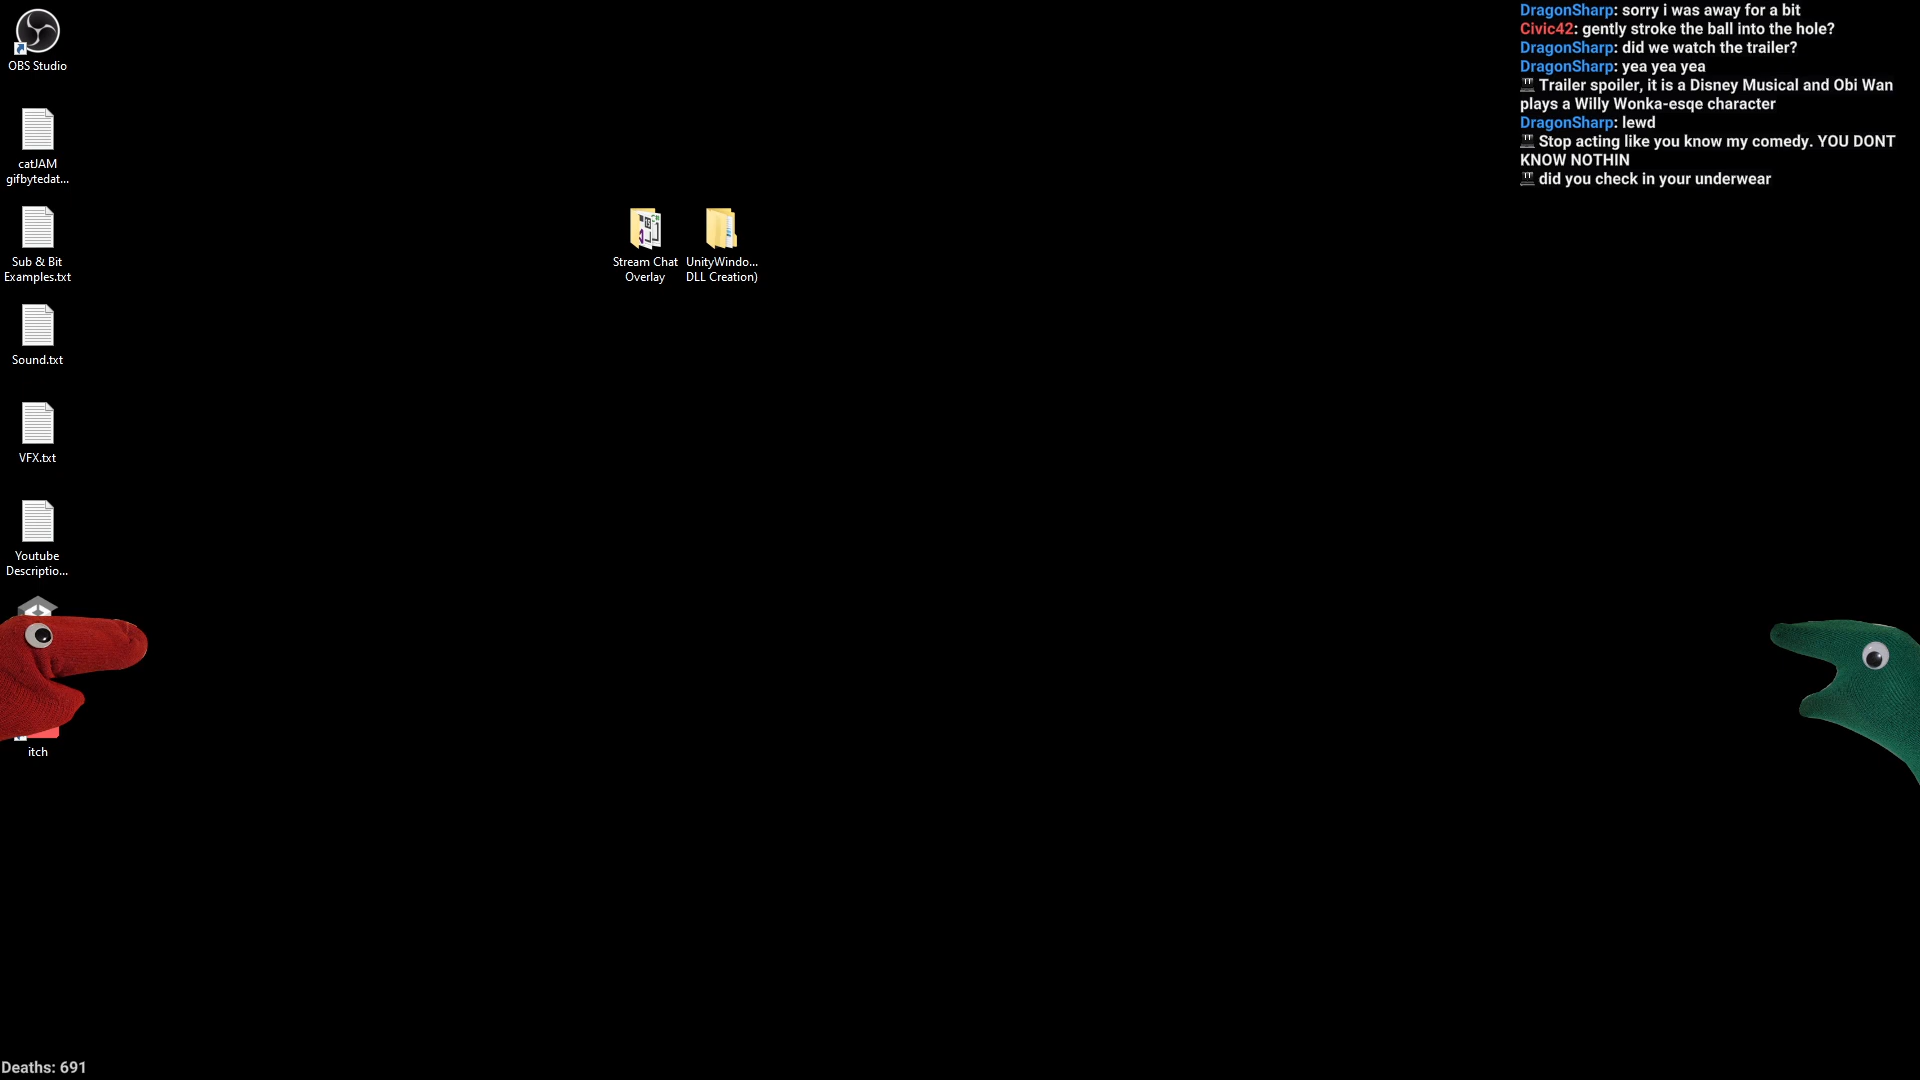 OBS Studio
catJAM
gifbytedat...
Sub & Bit
Examples.txt
Sound.txt
VFX.txt
Youtube
Descriptio...
itch
Stream Chat
Overlay
UnityWindo...
DLL Creation)
DragonSharp: sorry i was away for a bit
Civic42: gently stroke the ball into the hole?
DragonSharp: did we watch the trailer?
DragonSharp: yea yea yea
Trailer spoiler, it is a Disney Musical and Obi Wan
plays a Willy Wonka-esqe character
DragonSharp: lewd
Stop acting like you know my comedy. YOU DONT
KNOW NOTHIN
did you check in your underwear
Deaths: 691